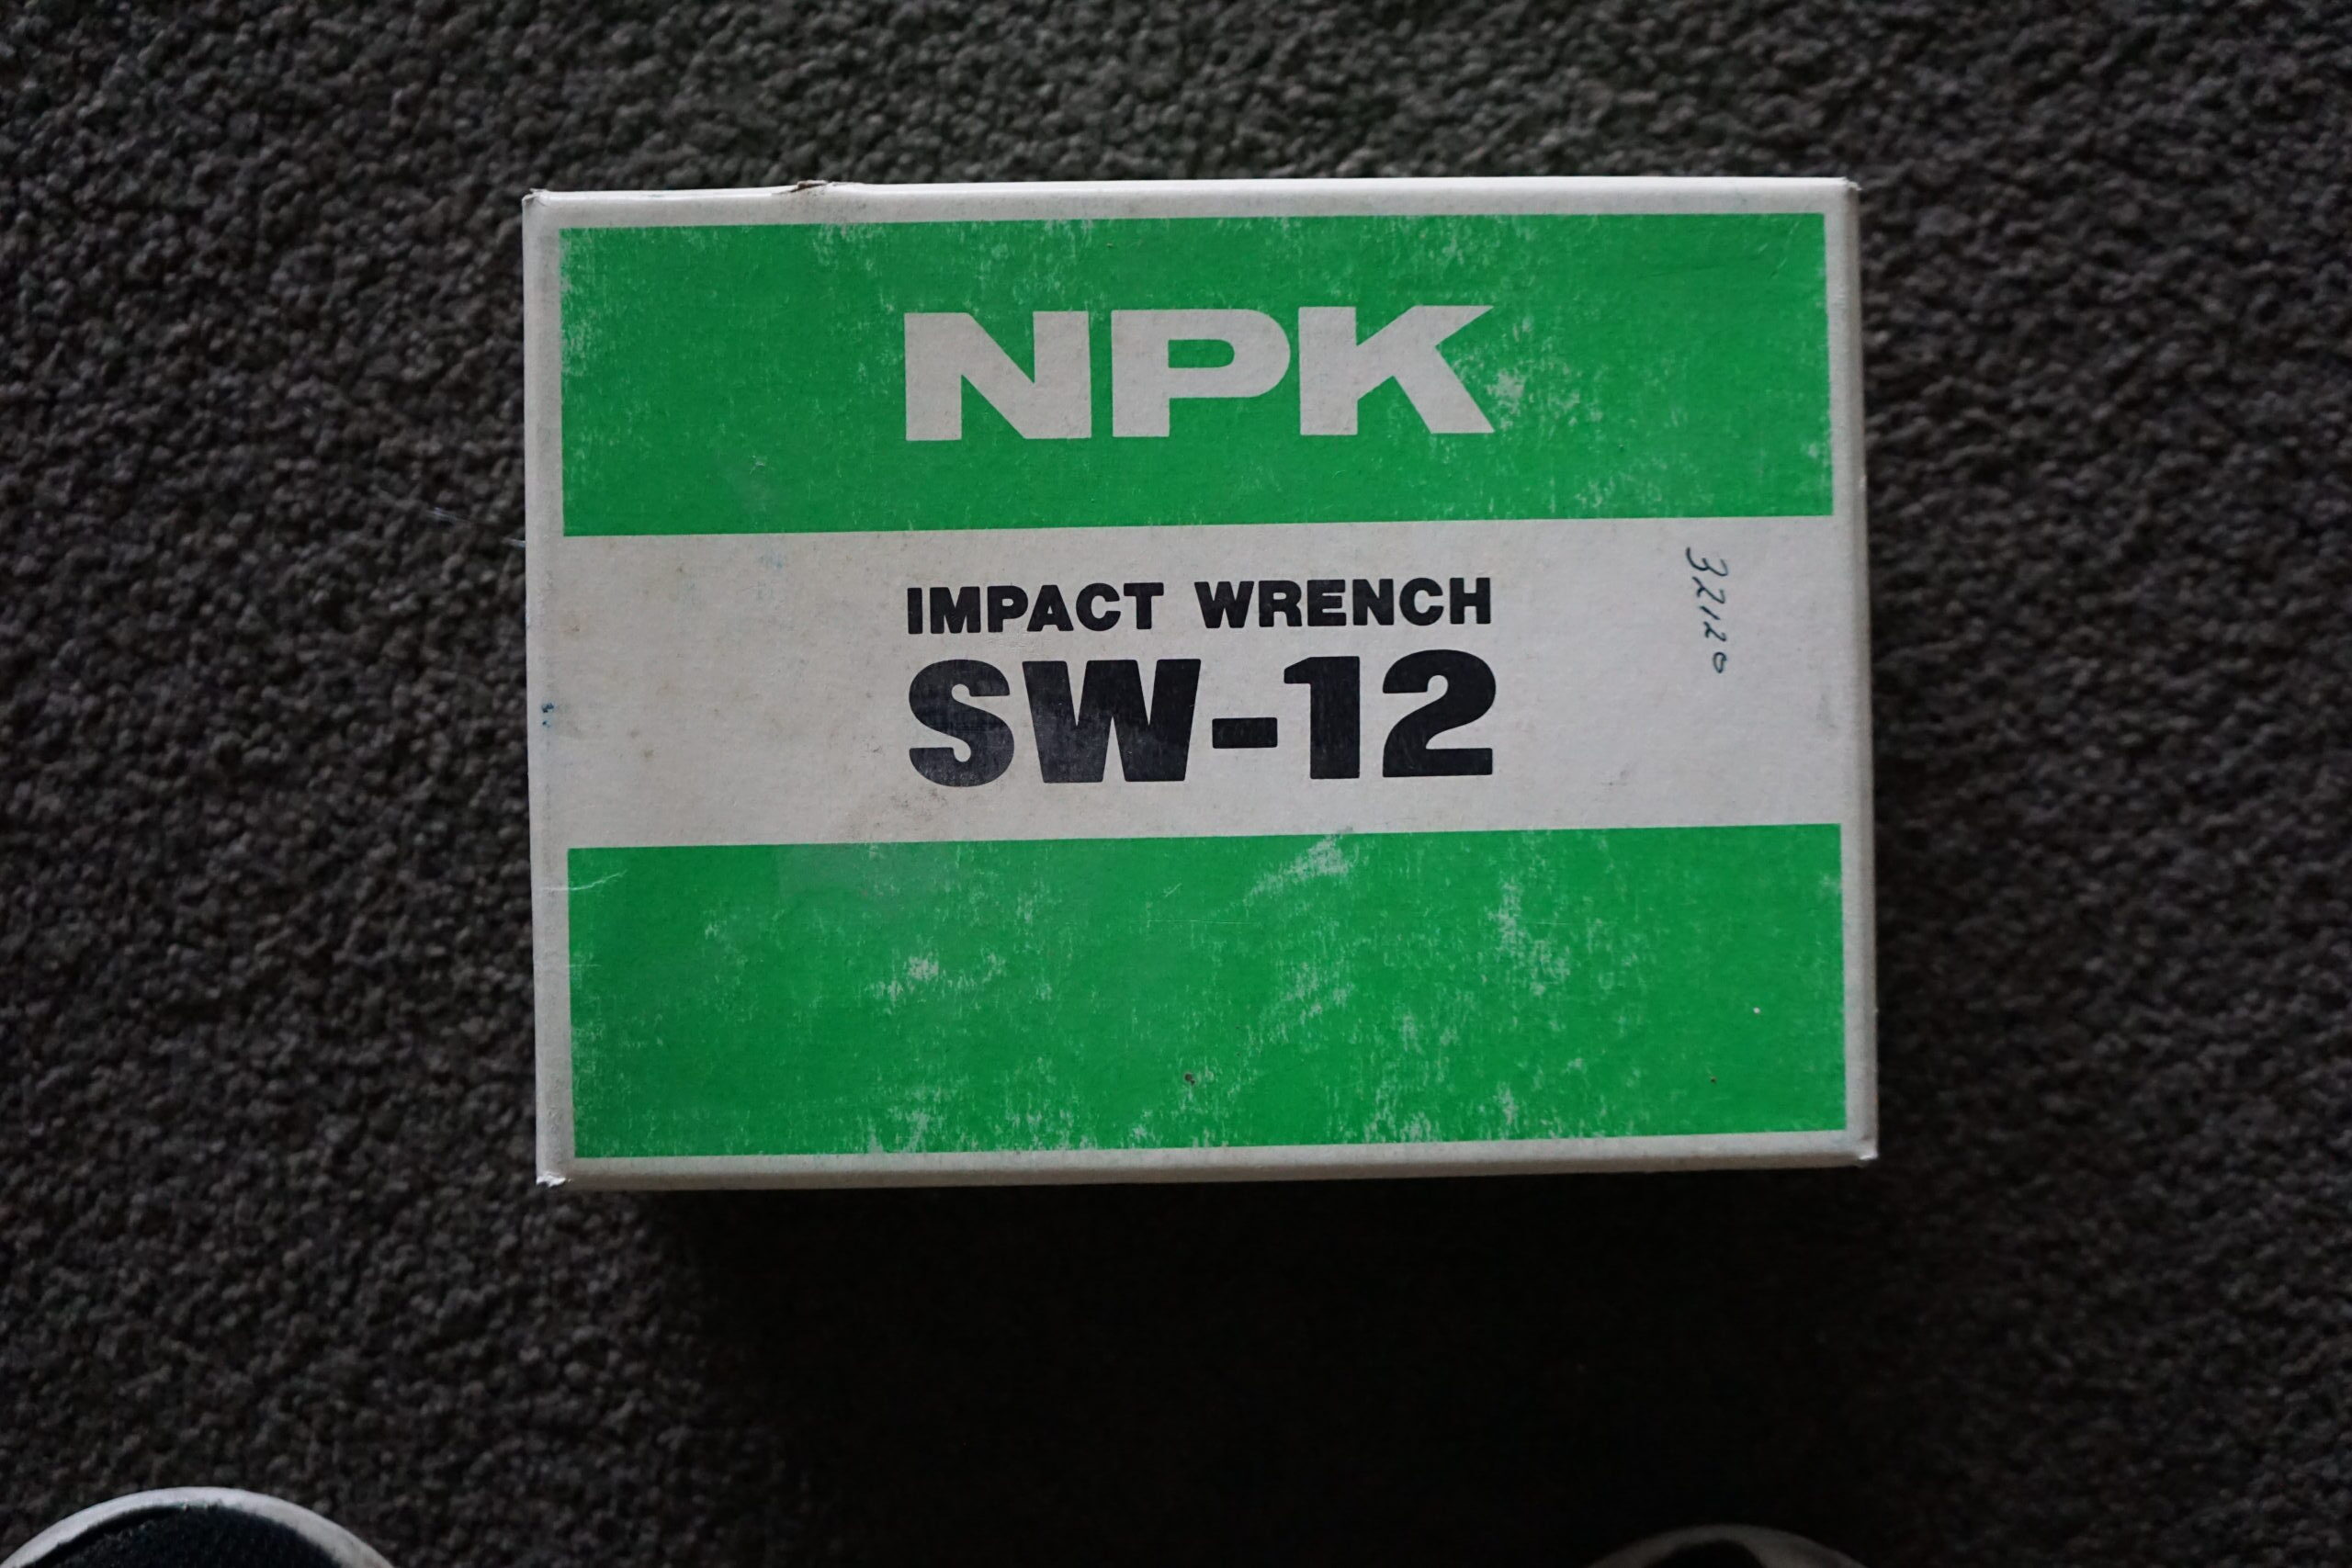 NPK
IMPACT WRENCH
SW-12
32120